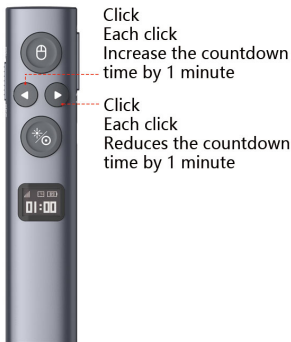 Click
Each click
Increase the countdown
time by 1 minute
Click
Each click
Reduces the countdown
time by 1 minute
01:00